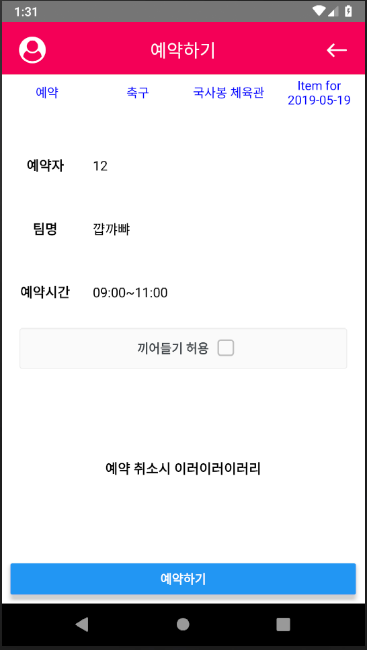 1:31
예약하기
예약 축구 국사봉 체육관 Item for
2019-05-19
예약자 12
팀명 깝꺄뺘
예약시간 09:00~11:00
끼어들기 허용
예약 취소시 이러이러이러리
예약하기